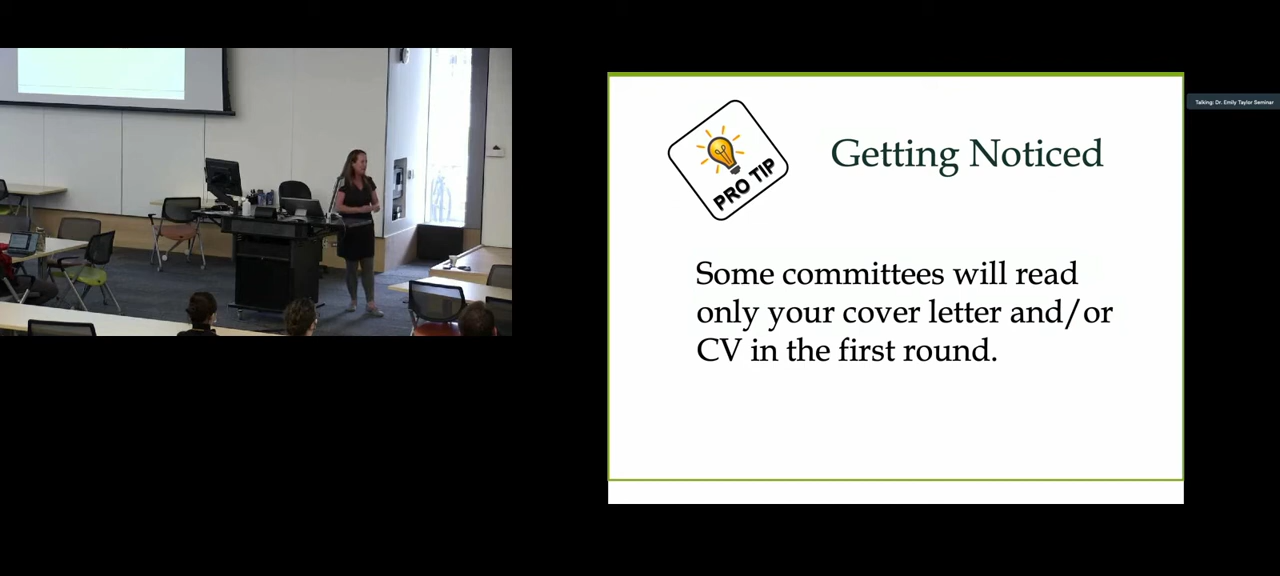 PRO TIP
Getting Noticed
Some committees will read
only your cover letter and/or
CV in the first round.
Talking: Dr. Emily Taylor Seminar